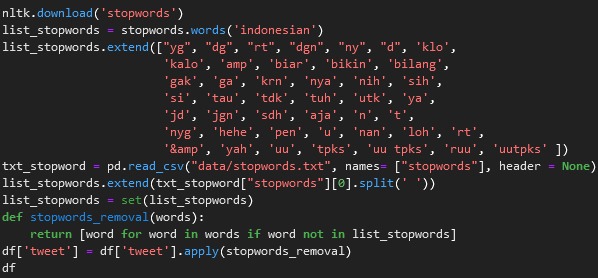 nltk.download('stopwords')
list_stopwords = stopwords.words('indonesian')
list_stopwords.extend(["yg", "dg", "rt", "dgn", "ny", "d", 'klo',
'kalo', 'amp', 'biar', 'bikin', 'bilang',
'gak', 'ga', 'krn', 'nya', 'nih', 'sih',
'si', 'tau', 'tdk', 'tuh', 'utk', 'ya',
'jd', 'jgn', 'sdh', 'aja', 'n', 't',
'nyg', 'hehe', 'pen', 'u', 'nan', 'loh', 'rt',
'&amp', 'yah', 'uu', 'tpks', 'uu tpks', 'ruu', 'uutpks' ])
txt_stopword = pd.read_csv("data/stopwords.txt", names= ["stopwords"], header = None)
list_stopwords.extend(txt_stopword["stopwords"][0].split(' '))
list_stopwords = set(list_stopwords)
def stopwords_removal(words):
return [word for word in words if word not in list_stopwords]
df['tweet'] = df['tweet'].apply(stopwords_removal)
df